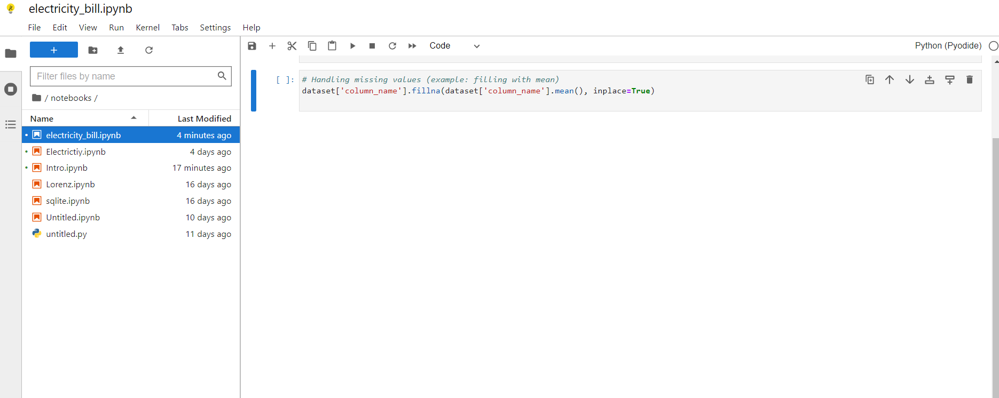 electricity_bill.ipynb
File Edit View Run Kernel Tabs Settings Help
+
Code
Python (Pyodide)
Filter files by name
/ notebooks /
Name Last Modified
electricity_bill.ipynb 4 minutes ago
Electrictiy.ipynb 4 days ago
Intro.ipynb 17 minutes ago
Lorenz.ipynb 16 days ago
sqlite.ipynb 16 days ago
Untitled.ipynb 10 days ago
untitled.py 11 days ago
[ ]: # Handling missing values (example: filling with mean)
dataset['column_name'].fillna(dataset['column_name'].mean(), inplace=True)